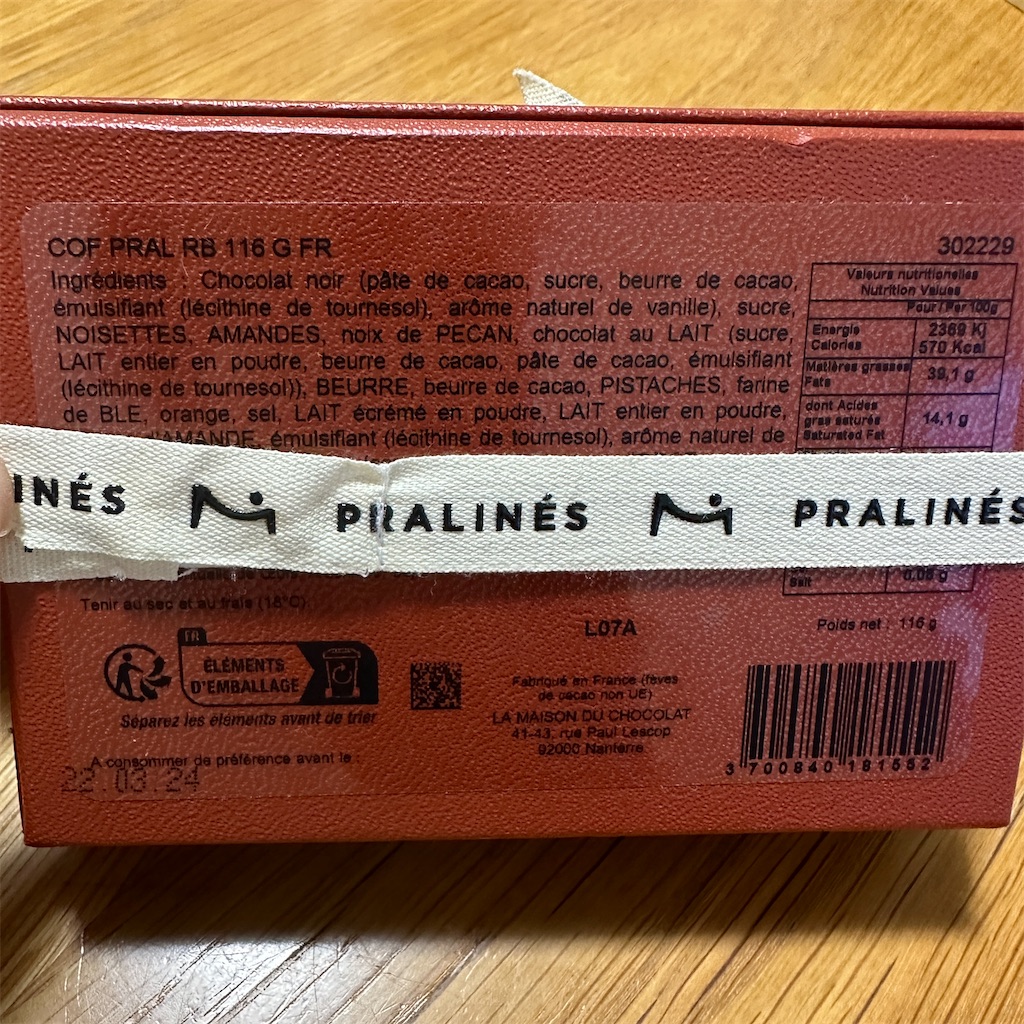 COF PRAL RB 116 G FR
302229
Ingrédients : Chocolat noir (pâte de cacao, sucre, beurre de cacao,
émulsifiant (lécithine de tournesol), arôme naturel de vanille), sucre,
NOISETTES, AMANDES, noix de PECAN, chocolat au LAIT (sucre,
LAIT entier en poudre, beurre de cacao, pâte de cacao, émulsifiant
(lécithine de tournesol)), BEURRE, beurre de cacao, PISTACHES, farine
de BLE, orange, sel, LAIT écrémé en poudre, LAIT entier en poudre,
AMANDE, émulsifiant (lécithine de tournesol), arôme naturel de
Valeurs nutritionelles
Nutrition Values
Pour / Per 100g
Energie 2369 Kj
Calories 570 Kcal
Matières grasses 39,1 g
Fats
dont Acides
gras saturés 14,1 g
Saturated Fat
INÉS PRALINÉS PRALINÉS
Salt 0,08 g
Tenir au sec et au frais (18°C).
L07A
Poids net : 116 g
FR
ÉLÉMENTS
D'EMBALLAGE
Séparez les éléments avant de trier
Fabriqué en France (fèves
de cacao non UE)
LA MAISON DU CHOCOLAT
41-43, rue Paul Lescop
92000 Nanterre
3 700840 181552
A consommer de préférence avant le :
22.03.24